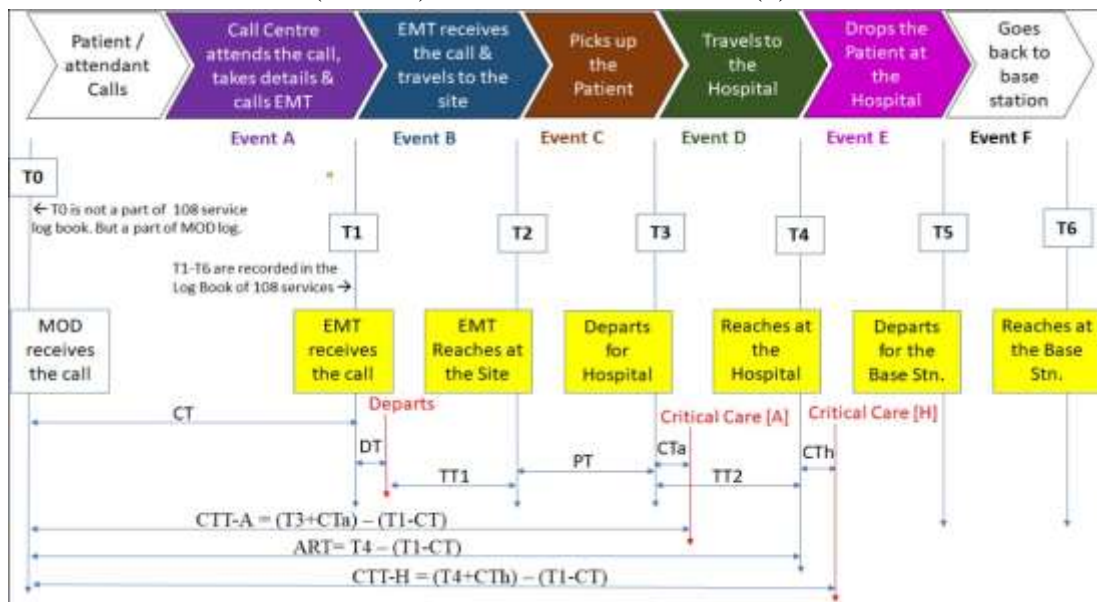 Patient /
attendant
Calls
Call Centre
attends the call,
takes details &
calls EMT
EMT receives
the call &
travels to the
site
Picks up
the
Patient
Travels to
the
Hospital
Drops the
Patient at
the
Hospital
Goes
back to
base
station
Event A
Event B
Event C
Event D
Event E
Event F
T0
← T0 is not a part of 108 service
log book. But a part of MOD log.
T1
T2
T3
T4
T5
T6
T1-T6 are recorded in the
Log Book of 108 services →
MOD
receives
the call
EMT
receives
the call
EMT
Reaches at
the Site
Departs
for
Hospital
Reaches at
the
Hospital
Departs
for the
Base Stn.
Reaches at
the Base
Stn.
Departs
Critical Care [A]
Critical Care [H]
CT
DT
TT1
PT
CTa
TT2
CTh
CTT-A = (T3+CTa) – (T1-CT)
ART= T4 – (T1-CT)
CTT-H = (T4+CTh) – (T1-CT)